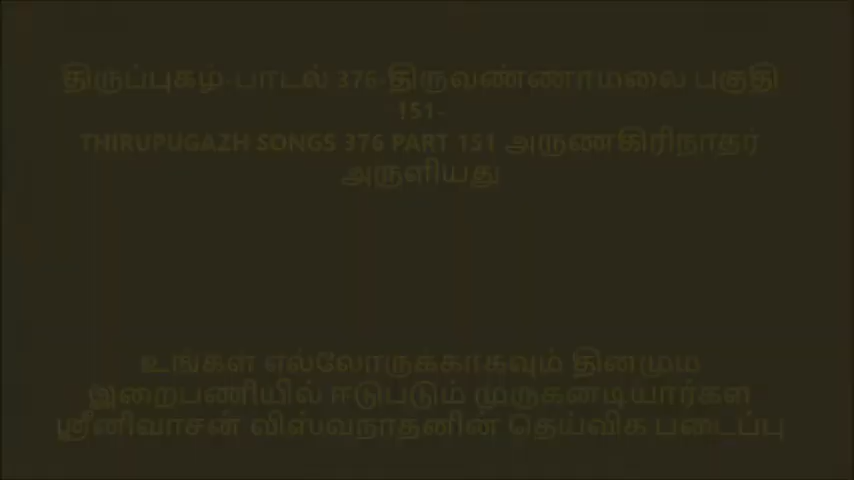 திருப்புகழ்-பாடல் 376-திருவண்ணாமலை பகுதி
151-
THIRUPUGAZH SONGS 376 PART 151 அருணகிரிநாதர்
அருளியது
உங்கள் எல்லோருக்காகவும் தினமும்
இறைபணியில் ஈடுபடும் முருகனடியார்கள்
ஸ்ரீனிவாசன் விஸ்வநாதனின் தெய்விக படைப்பு